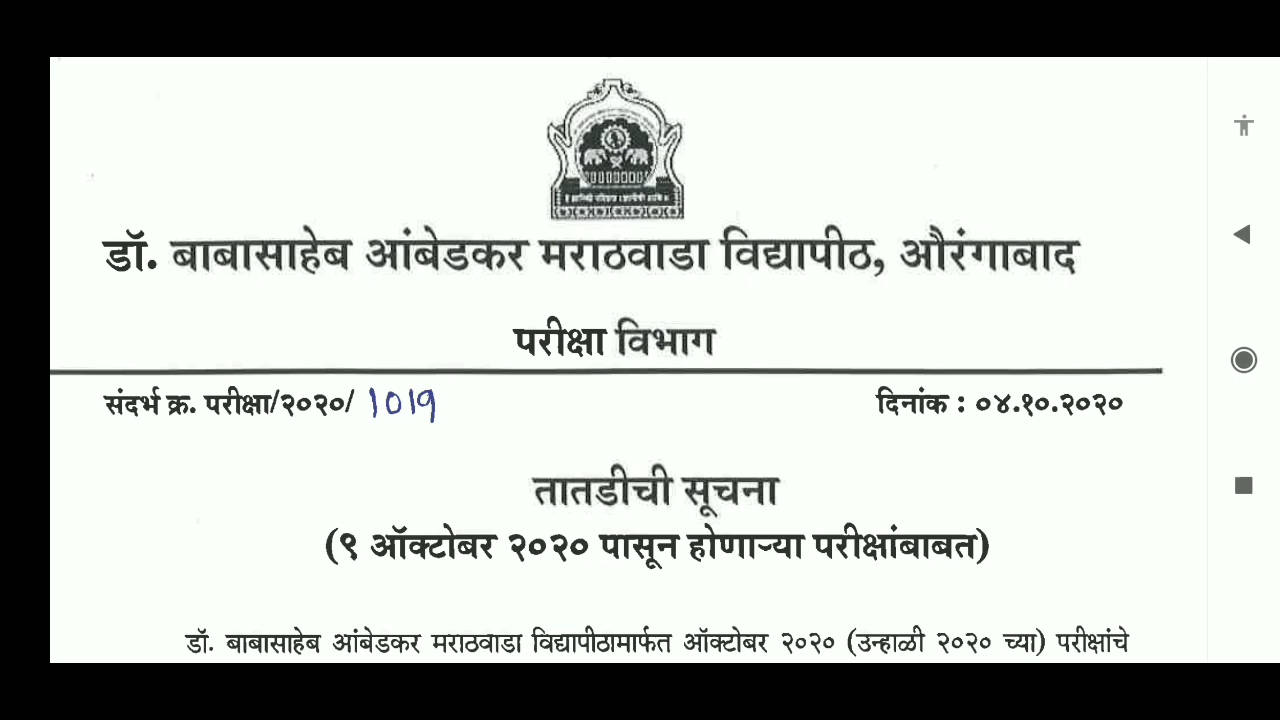 डॉ. बाबासाहेब आंबेडकर मराठवाडा विद्यापीठ, औरंगाबाद
परीक्षा विभाग
संदर्भ क्र. परीक्षा/२०२०/ 1019
दिनांक : ०४.१०.२०२०
तातडीची सूचना
(९ ऑक्टोबर २०२० पासून होणाऱ्या परीक्षांबाबत)
डॉ. बाबासाहेब आंबेडकर मराठवाडा विद्यापीठामार्फत ऑक्टोबर २०२० (उन्हाळी २०२० च्या) परीक्षांचे